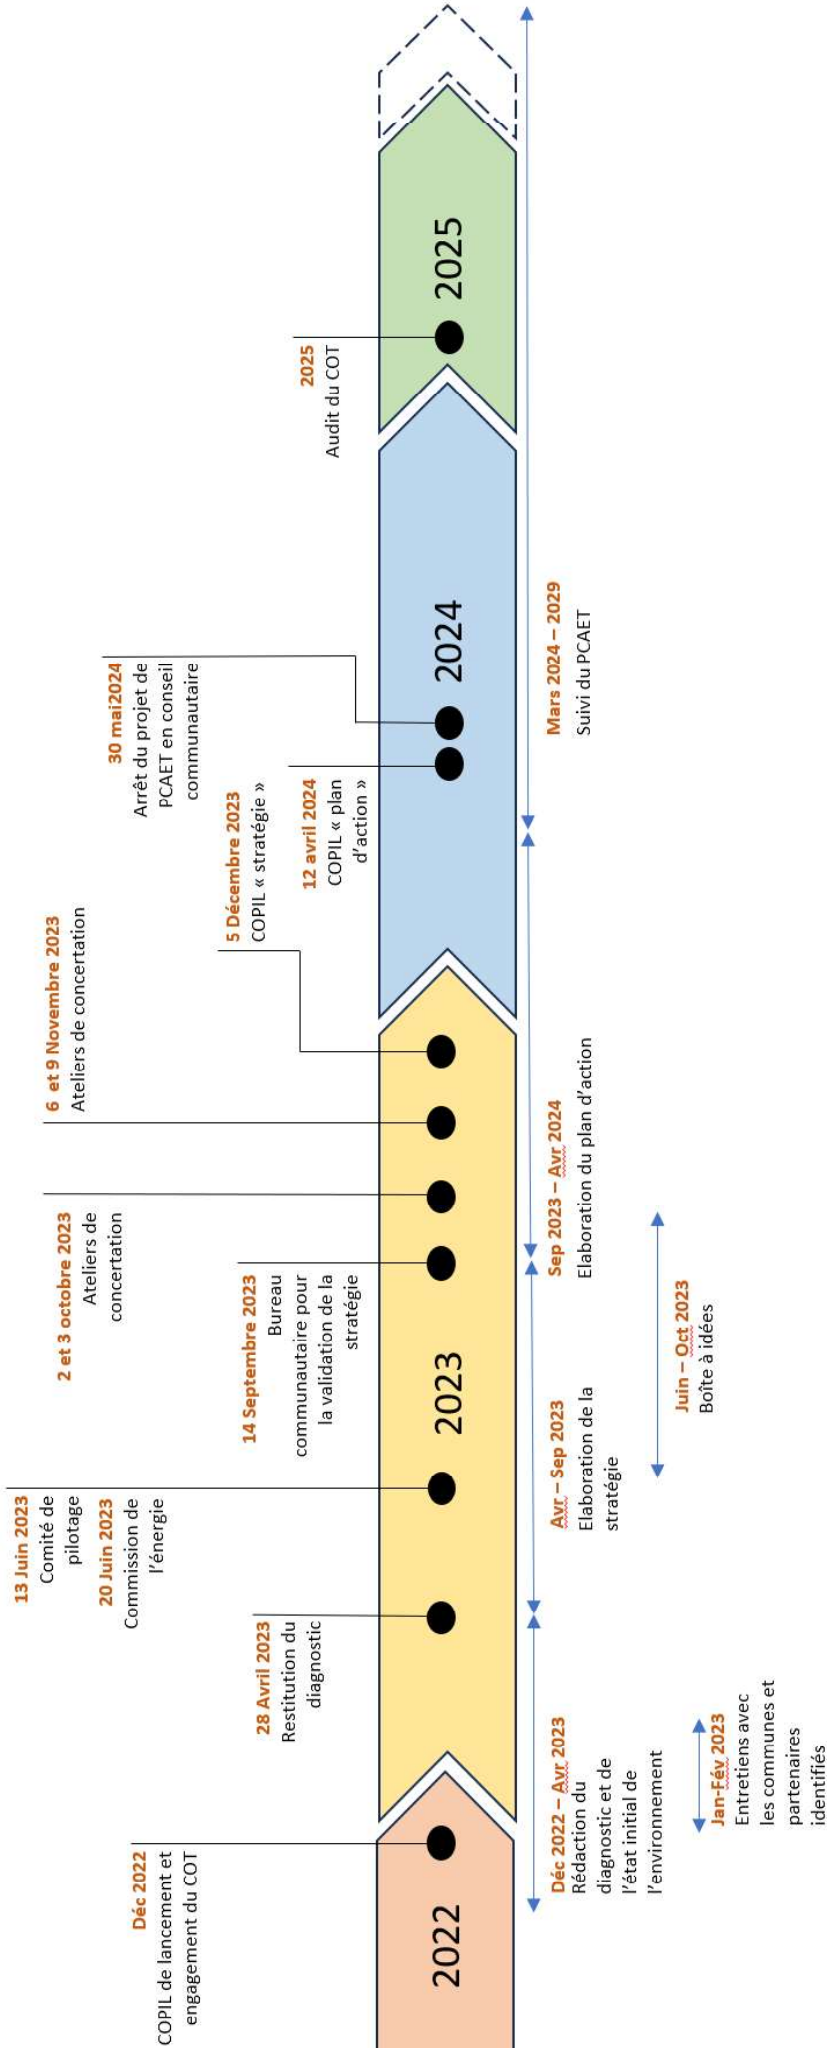 Déc 2022
COPIL de lancement et
engagement du COT
28 Avril 2023
Restitution du
diagnostic
13 Juin 2023
Comité de
pilotage
20 Juin 2023
Commission de
l'énergie
14 Septembre 2023
Bureau
communautaire pour
la validation de la
stratégie
2 et 3 octobre 2023
Ateliers de
concertation
6 et 9 Novembre 2023
Ateliers de concertation
5 Décembre 2023
COPIL « stratégie »
12 avril 2024
COPIL « plan
d'action »
30 mai2024
Arrêt du projet de
PCAET en conseil
communautaire
2025
Audit du COT
2022
2023
2024
2025
Déc 2022 – Avr 2023
Rédaction du
diagnostic et de
l'état initial de
l'environnement
Avr – Sep 2023
Elaboration de la
stratégie
Sep 2023 – Avr 2024
Elaboration du plan d'action
Mars 2024 – 2029
Suivi du PCAET
Jan-Fév 2023
Entretiens avec
les communes et
partenaires
identifiés
Juin – Oct 2023
Boîte à idées